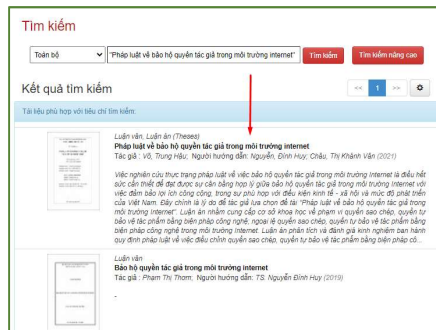 Tìm kiếm
Toàn bộ "Pháp luật về bảo hộ quyền tác giả trong môi trường internet" Tìm kiếm Tìm kiếm nâng cao
Kết quả tìm kiếm << 1 >>
Tài liệu phù hợp với tiêu chí tìm kiếm:
Luận văn, Luận án (Theses)
Pháp luật về bảo hộ quyền tác giả trong môi trường internet
Tác giả : Võ, Trung Hậu; Người hướng dẫn: Nguyễn, Đình Huy; Châu, Thị Khánh Vân (2021)
Việc nghiên cứu thực trạng pháp luật về việc bảo hộ quyền tác giả trong môi trường Internet là điều hết
sức cần thiết để đạt được sự cân bằng hợp lý giữa bảo hộ quyền tác giả trong môi trường Internet với
việc đảm bảo lợi ích công cộng, trong sự phù hợp với điều kiện kinh tế - xã hội và mức độ phát triển
của Việt Nam. Đây chính là lý do để tác giả lựa chọn đề tài "Pháp luật về bảo hộ quyền tác giả trong
môi trường Internet". Luận án nhằm cung cấp cơ sở khoa học về phạm vi quyền sao chép, quyền tự
bảo vệ tác phẩm bằng biện pháp công nghệ; ngoại lệ quyền sao chép, quyền tự bảo vệ tác phẩm bằng
biện pháp công nghệ trong môi trường Internet. Luận án phân tích và đánh giá kinh nghiệm ban hành
quy định pháp luật về việc điều chỉnh quyền sao chép, quyền tự bảo vệ tác phẩm bằng biện pháp có...
Luận văn
Bảo hộ quyền tác giả trong môi trường internet
Tác giả : Phạm Thị Thơm; Người hướng dẫn: TS. Nguyễn Đình Huy (2019)
-